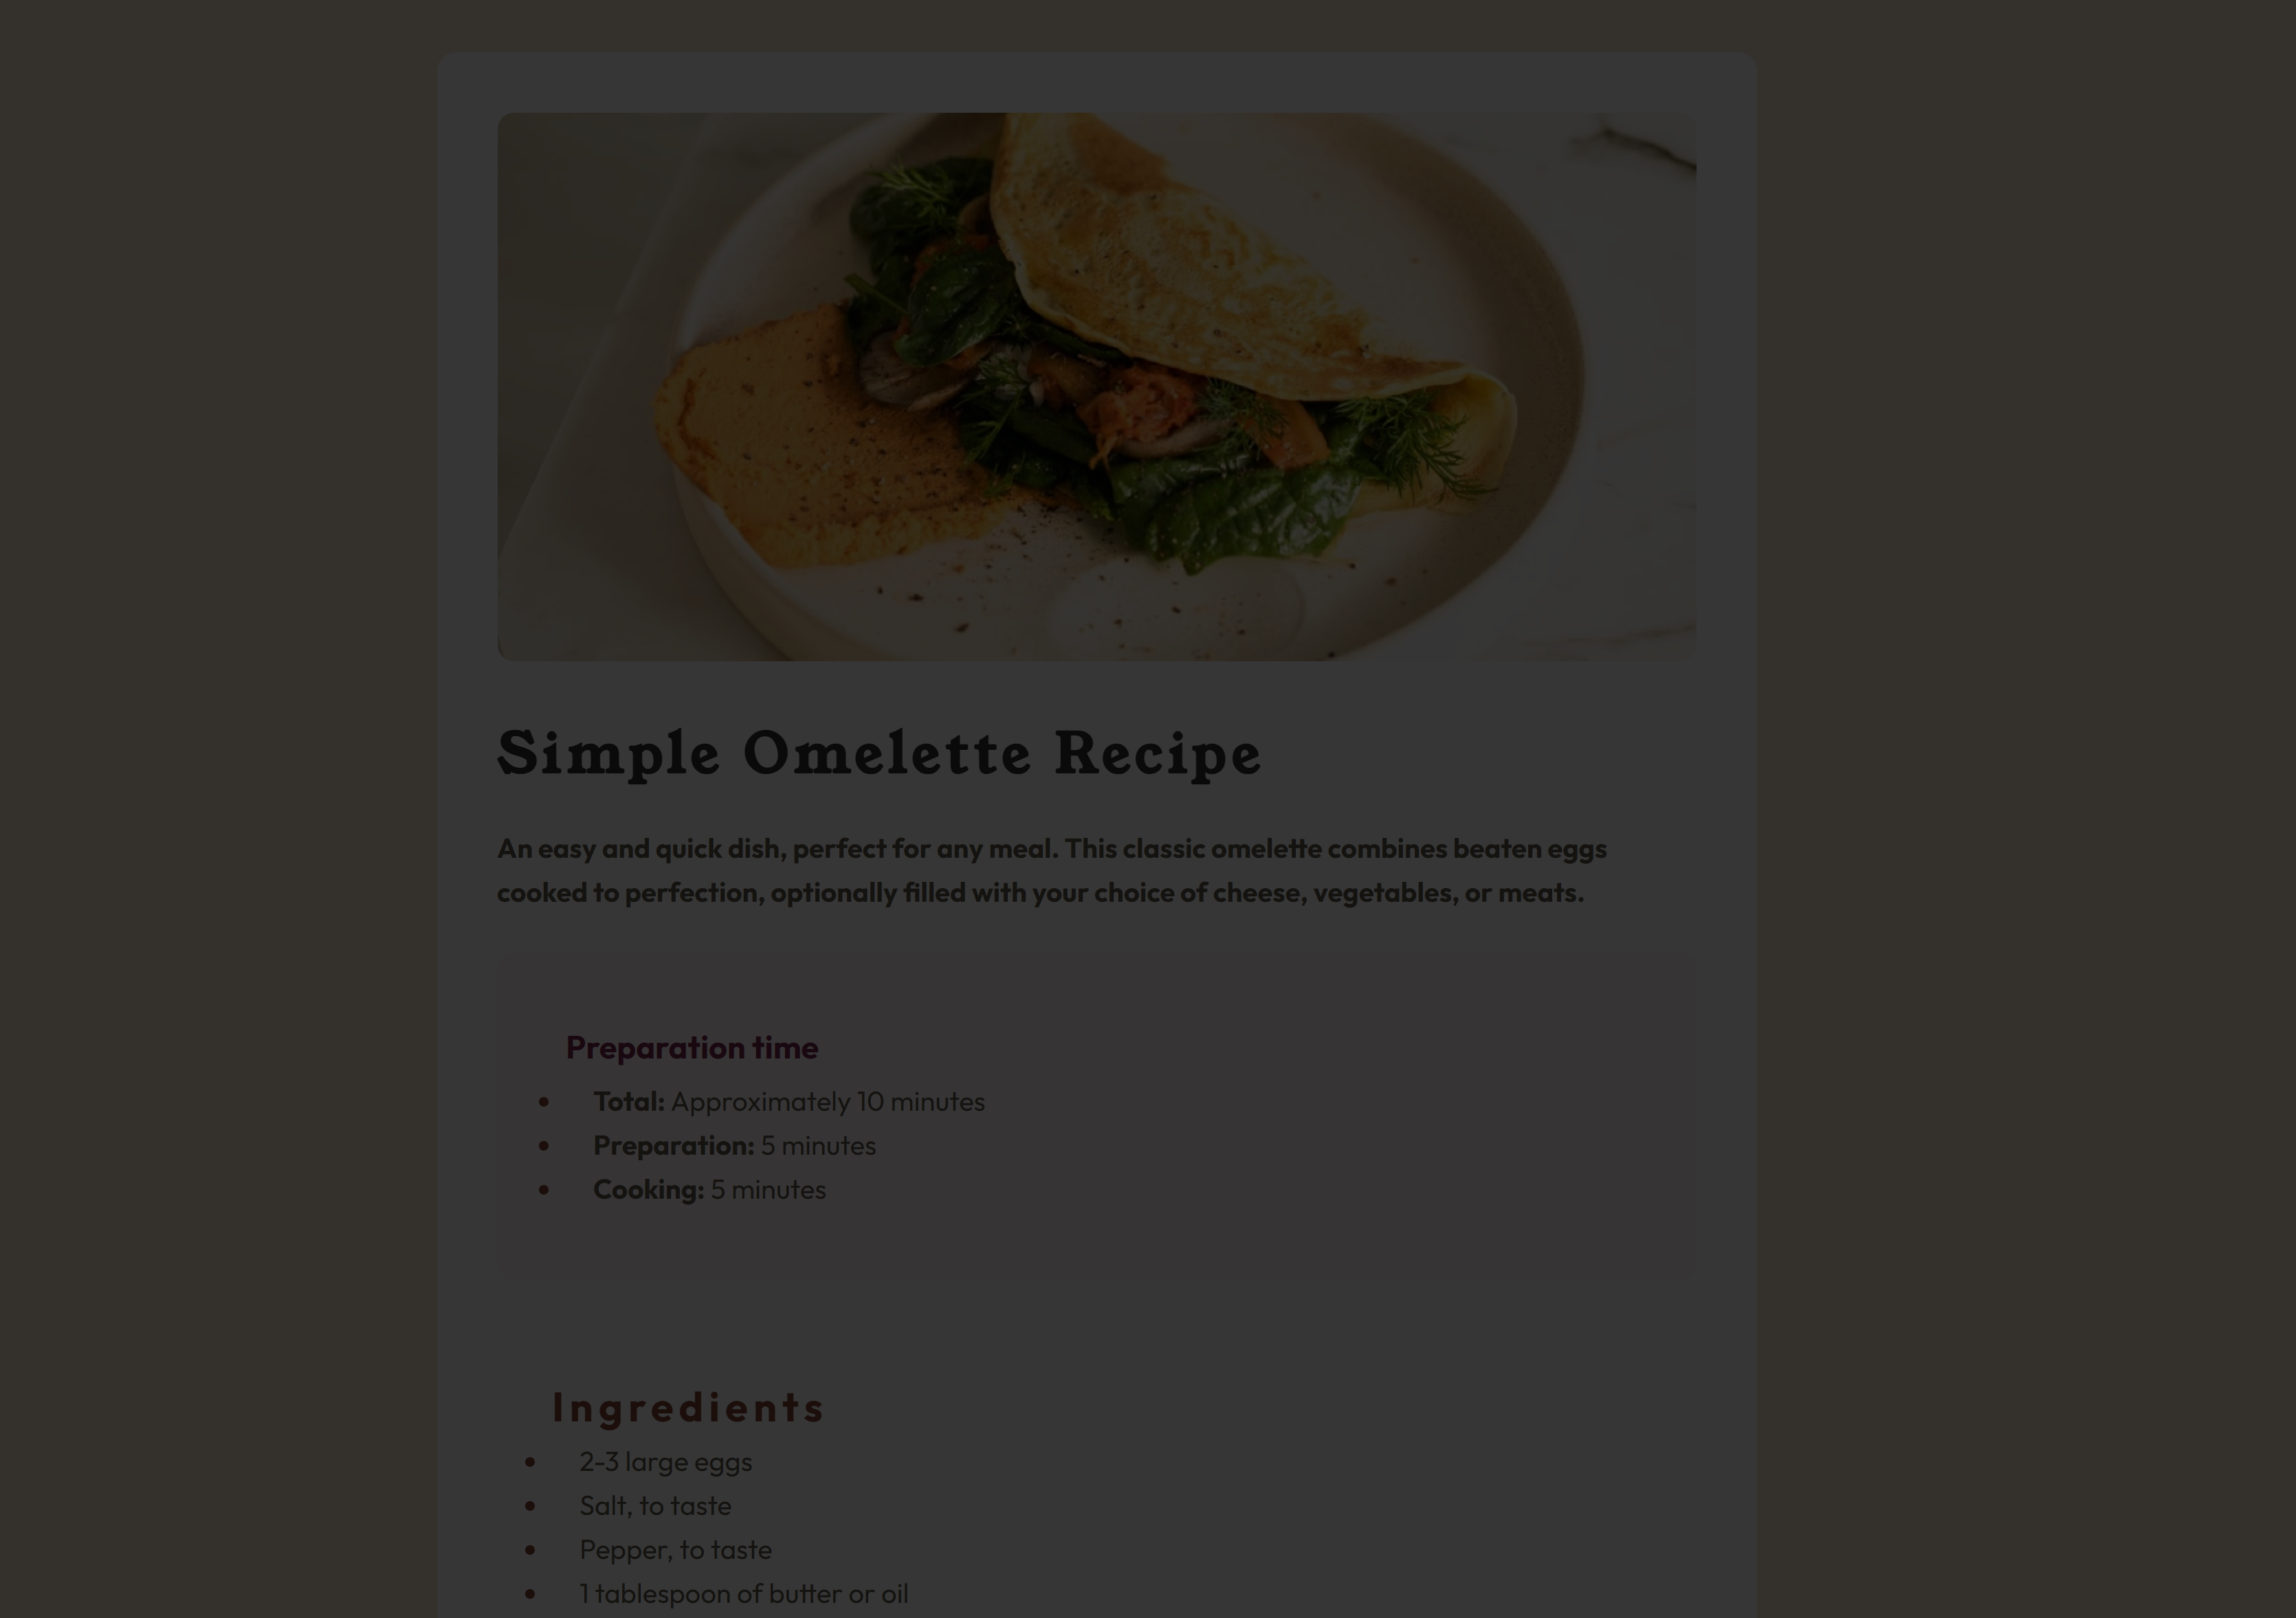 Simple Omelette Recipe
An easy and quick dish, perfect for any meal. This classic omelette combines beaten eggs
cooked to perfection, optionally filled with your choice of cheese, vegetables, or meats.
Preparation time
Total: Approximately 10 minutes
Preparation: 5 minutes
Cooking: 5 minutes
Ingredients
2-3 large eggs
Salt, to taste
Pepper, to taste
1 tablespoon of butter or oil